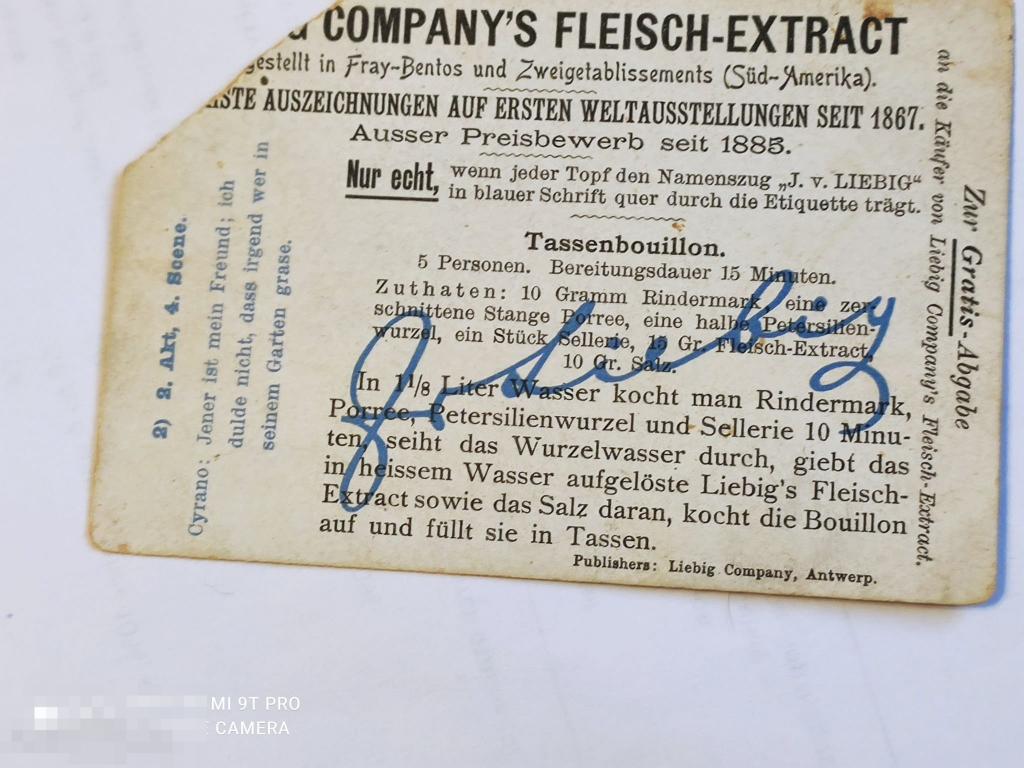 COMPANY'S FLEISCH-EXTRACT
gestellt in Fray-Bentos und Zweigetablissements (Süd-Amerika).
AUSZEICHNUNGEN AUF ERSTEN WELTAUSSTELLUNGEN SEIT 1867.
Ausser Preisbewerb seit 1885.
Nur echt, wenn jeder Topf den Namenszug „J. v. LIEBIG“
in blauer Schrift quer durch die Etiquette trägt.
Tassenbouillon.
5 Personen. Bereitungsdauer 15 Minuten.
Zuthaten: 10 Gramm Rindermark, eine zer-
schnittene Stange Porree, eine halbe Petersilien-
wurzel, ein Stück Sellerie, 15 Gr. Fleisch-Extract,
10 Gr. Salz.
In 1 1/8 Liter Wasser kocht man Rindermark,
Porree, Petersilienwurzel und Sellerie 10 Minu-
ten, seiht das Wurzelwasser durch, giebt das
in heissem Wasser aufgelöste Liebig's Fleisch-
Extract sowie das Salz daran, kocht die Bouillon
auf und füllt sie in Tassen.
Publishers: Liebig Company, Antwerp.
J. v. Liebig
2) 2. Akt, 4. Scene.
Cyrano: Jener ist mein Freund; ich
dulde nicht, dass irgend wer in
seinem Garten grase.
Zur Gratis-Abgabe
an die Käufer von Liebig Company's Fleisch-Extract.
MI 9T PRO
CAMERA